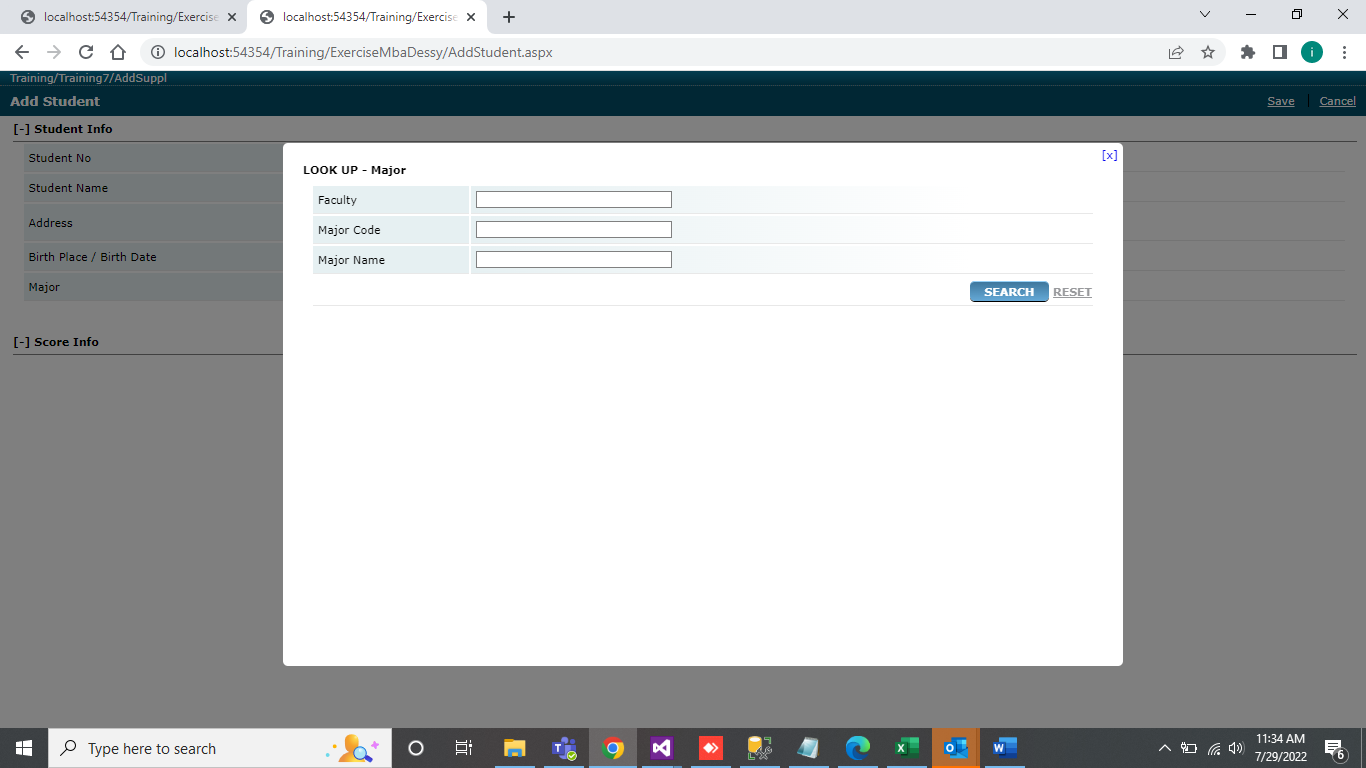 localhost:54354/Training/Exercise
localhost:54354/Training/Exercise
localhost:54354/Training/ExerciseMbaDessy/AddStudent.aspx
i
Training/Training7/AddSuppl
Add Student
Save
Cancel
[-] Student Info
Student No
Student Name
Address
Birth Place / Birth Date
Major
[-] Score Info
[x]
LOOK UP - Major
Faculty
Major Code
Major Name
SEARCH RESET
Type here to search
11:34 AM
7/29/2022
6